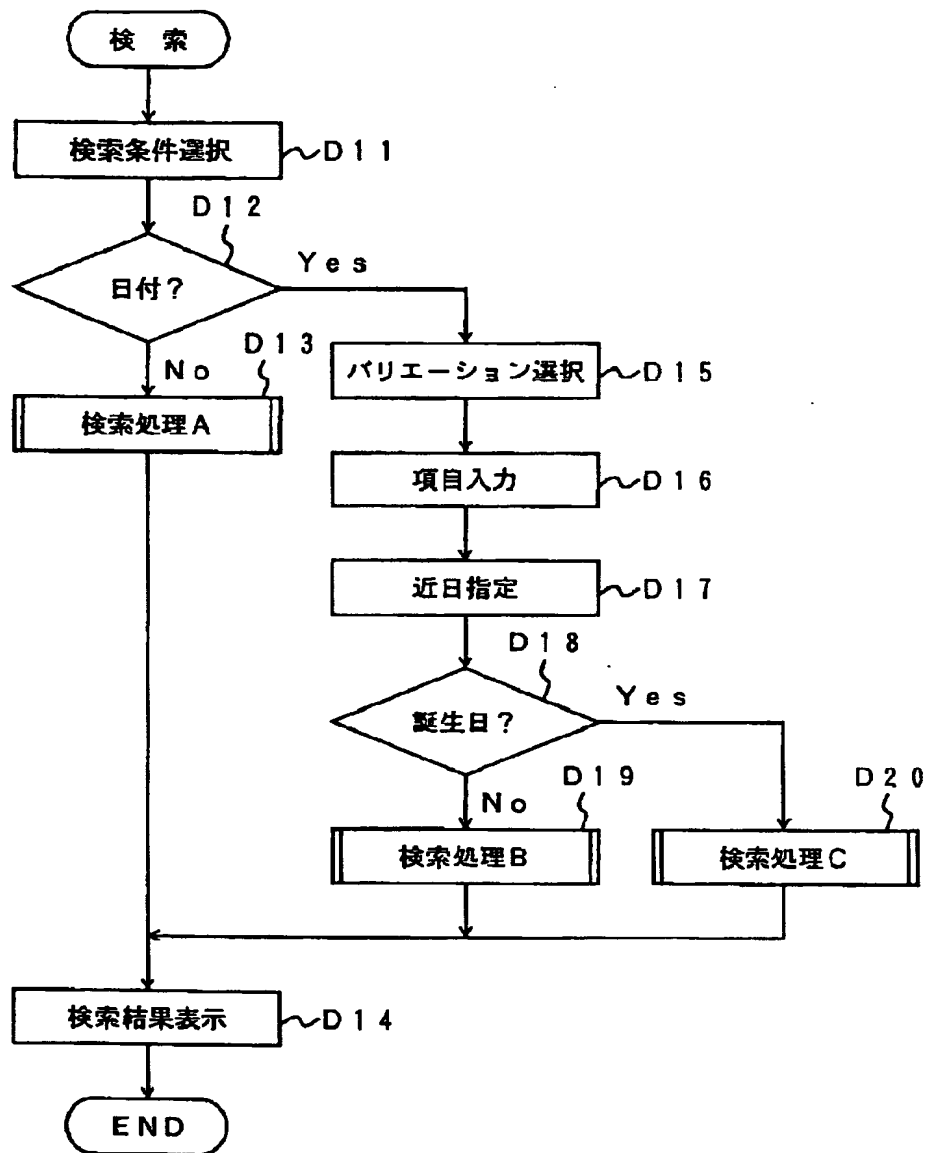 検 索
検索条件選択
D11
D12
日付?
Yes
No
D13
検索処理A
バリエーション選択
D15
項目入力
D16
近日指定
D17
D18
誕生日?
Yes
No
D19
検索処理B
D20
検索処理C
検索結果表示
D14
END